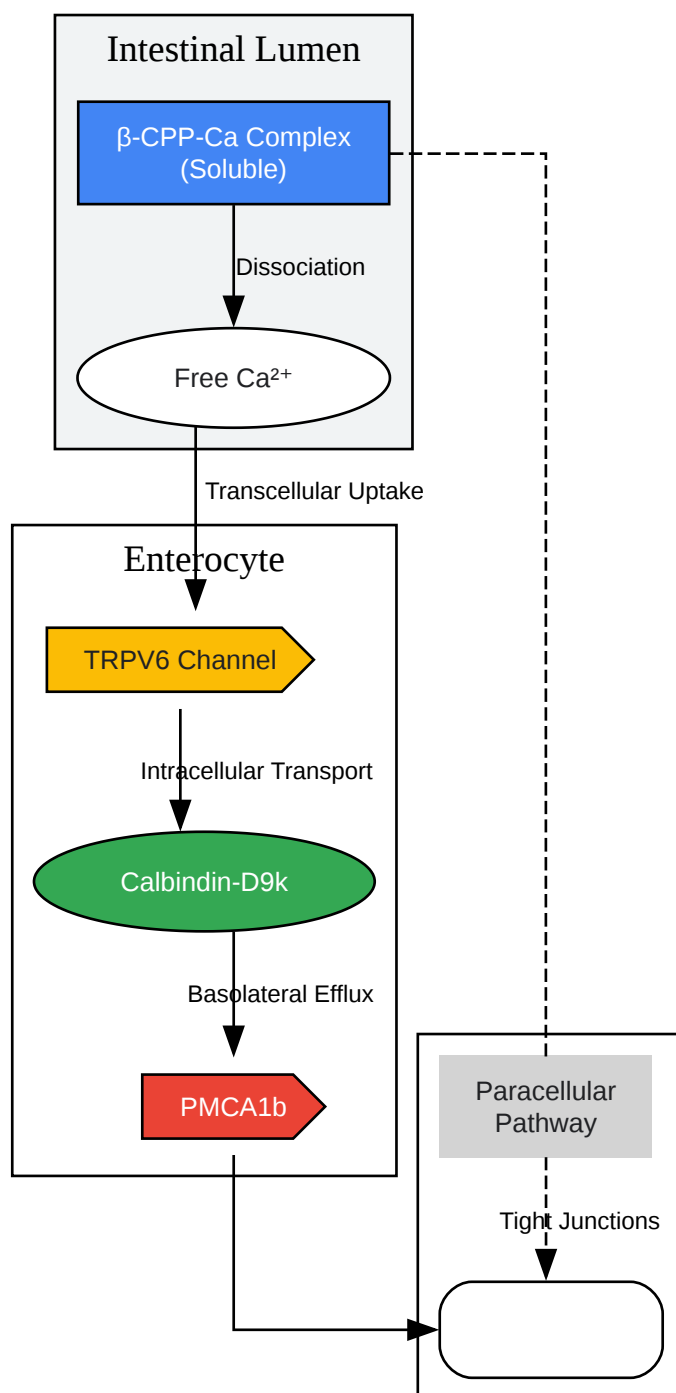 Intestinal Lumen
β-CPP-Ca Complex
(Soluble)
Dissociation
Free Ca²⁺
Transcellular Uptake
Enterocyte
TRPV6 Channel
Intracellular Transport
Calbindin-D9k
Basolateral Efflux
PMCA1b
Paracellular
Pathway
Tight Junctions